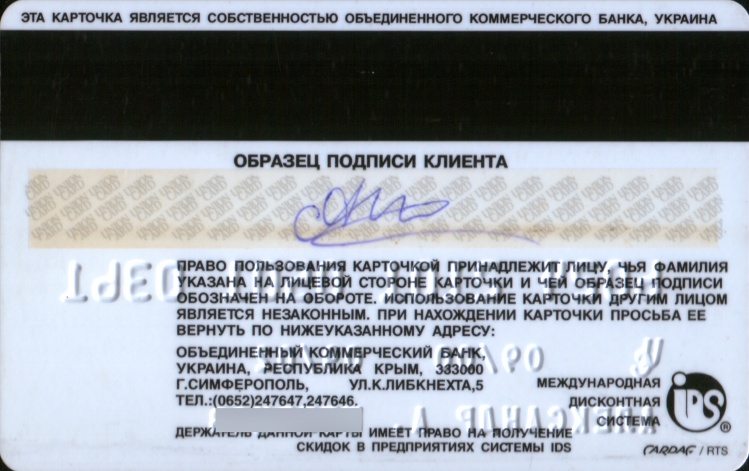 ЭТА КАРТОЧКА ЯВЛЯЕТСЯ СОБСТВЕННОСТЬЮ ОБЪЕДИНЕННОГО КОММЕРЧЕСКОГО БАНКА, УКРАИНА
ОБРАЗЕЦ ПОДПИСИ КЛИЕНТА
ПРАВО ПОЛЬЗОВАНИЯ КАРТОЧКОЙ ПРИНАДЛЕЖИТ ЛИЦУ, ЧЬЯ ФАМИЛИЯ
УКАЗАНА НА ЛИЦЕВОЙ СТОРОНЕ КАРТОЧКИ И ЧЕЙ ОБРАЗЕЦ ПОДПИСИ
ОБОЗНАЧЕН НА ОБОРОТЕ. ИСПОЛЬЗОВАНИЕ КАРТОЧКИ ДРУГИМ ЛИЦОМ
ЯВЛЯЕТСЯ НЕЗАКОННЫМ. ПРИ НАХОЖДЕНИИ КАРТОЧКИ ПРОСЬБА ЕЕ
ВЕРНУТЬ ПО НИЖЕУКАЗАННОМУ АДРЕСУ:
ОБЪЕДИНЕННЫЙ КОММЕРЧЕСКИЙ БАНК,
УКРАИНА, РЕСПУБЛИКА КРЫМ, 333000
Г.СИМФЕРОПОЛЬ, УЛ.К.ЛИБКНЕХТА,5
ТЕЛ.:(0652)247647,247646.
МЕЖДУНАРОДНАЯ
ДИСКОНТНАЯ
СИСТЕМА
iPS ®
АЛЕКСАНДР А.
ДЕРЖАТЕЛЬ ДАННОЙ КАРТЫ ИМЕЕТ ПРАВО НА ПОЛУЧЕНИЕ
СКИДОК В ПРЕДПРИЯТИЯХ СИСТЕМЫ IDS
CARDAG / RTS